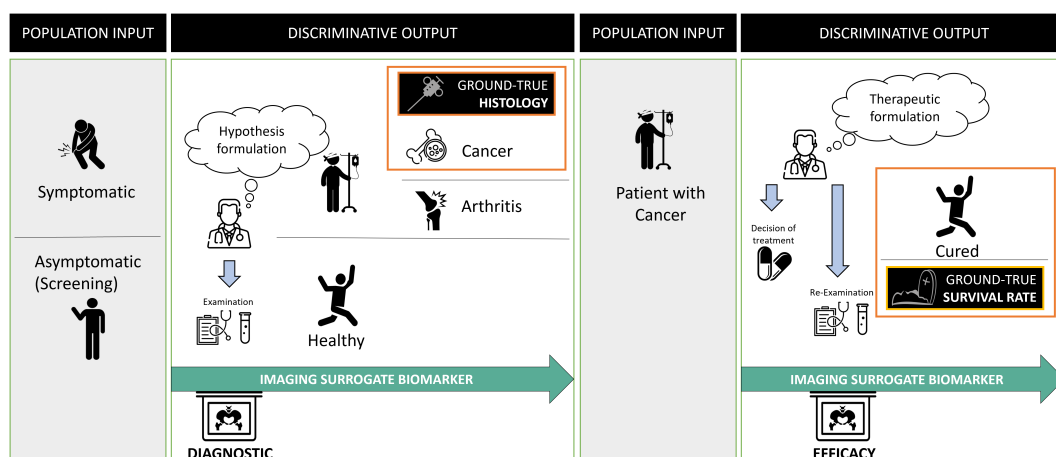 POPULATION INPUT
DISCRIMINATIVE OUTPUT
POPULATION INPUT
DISCRIMINATIVE OUTPUT
Symptomatic
Asymptomatic
(Screening)
Hypothesis
formulation
Examination
GROUND-TRUE
HISTOLOGY
Cancer
Arthritis
Healthy
IMAGING SURROGATE BIOMARKER
DIAGNOSTIC
Patient with
Cancer
Therapeutic
formulation
Decision of
treatment
Re-Examination
Cured
GROUND-TRUE
SURVIVAL RATE
IMAGING SURROGATE BIOMARKER
EFFICACY